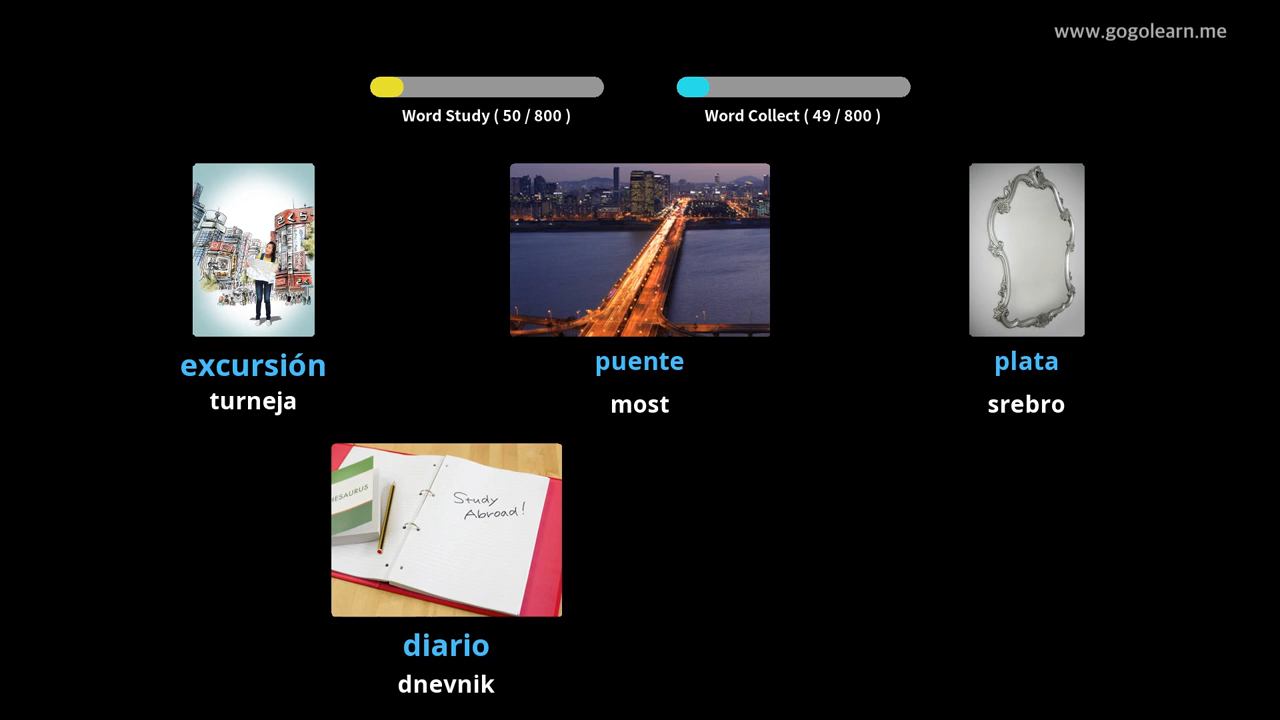 www.gogolearn.me
Word Study ( 50 / 800 )
Word Collect ( 49 / 800 )
excursión
turneja
puente
most
plata
srebro
THESAURUS
Study
Abroad!
diario
dnevnik